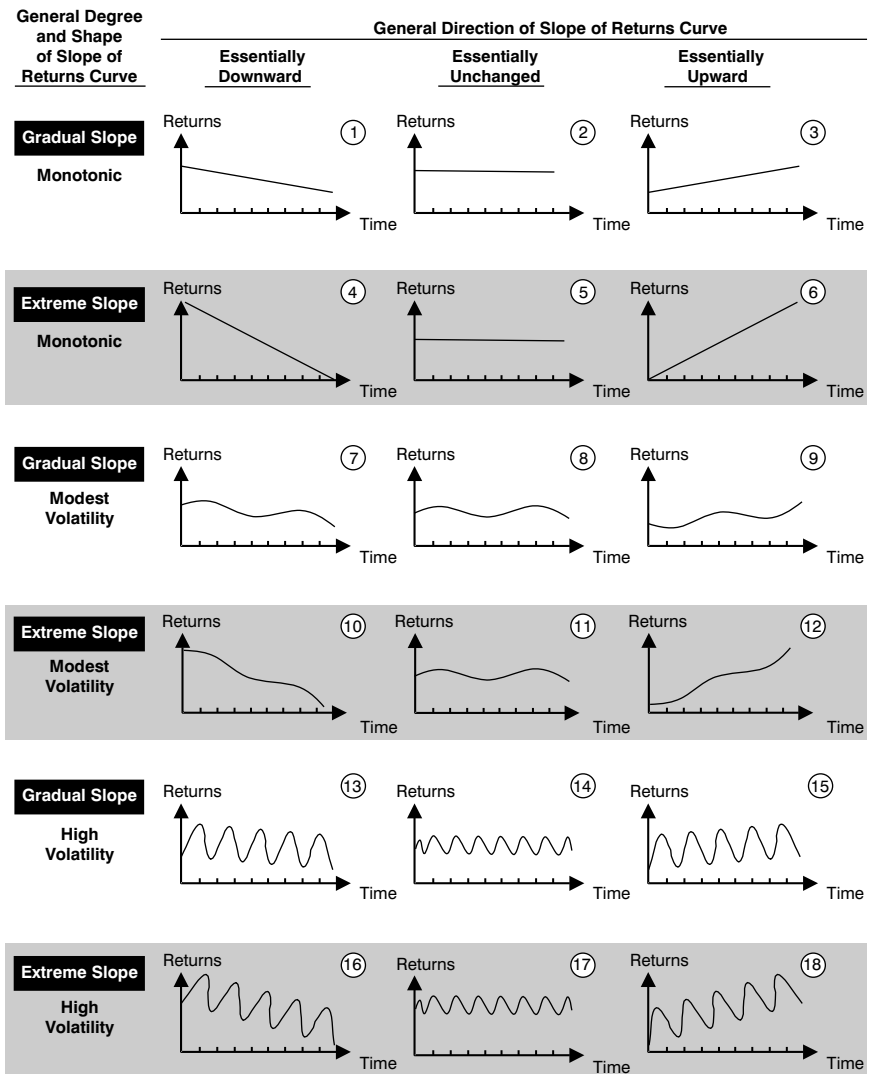 General Degree
and Shape
of Slope of
Returns Curve
General Direction of Slope of Returns Curve
Essentially
Downward
Essentially
Unchanged
Essentially
Upward
Gradual Slope
Monotonic
Returns
1
Time
Returns
2
Time
Returns
3
Time
Extreme Slope
Monotonic
Returns
4
Time
Returns
5
Time
Returns
6
Time
Gradual Slope
Modest
Volatility
Returns
7
Time
Returns
8
Time
Returns
9
Time
Extreme Slope
Modest
Volatility
Returns
10
Time
Returns
11
Time
Returns
12
Time
Gradual Slope
High
Volatility
Returns
13
Time
Returns
14
Time
Returns
15
Time
Extreme Slope
High
Volatility
Returns
16
Time
Returns
17
Time
Returns
18
Time